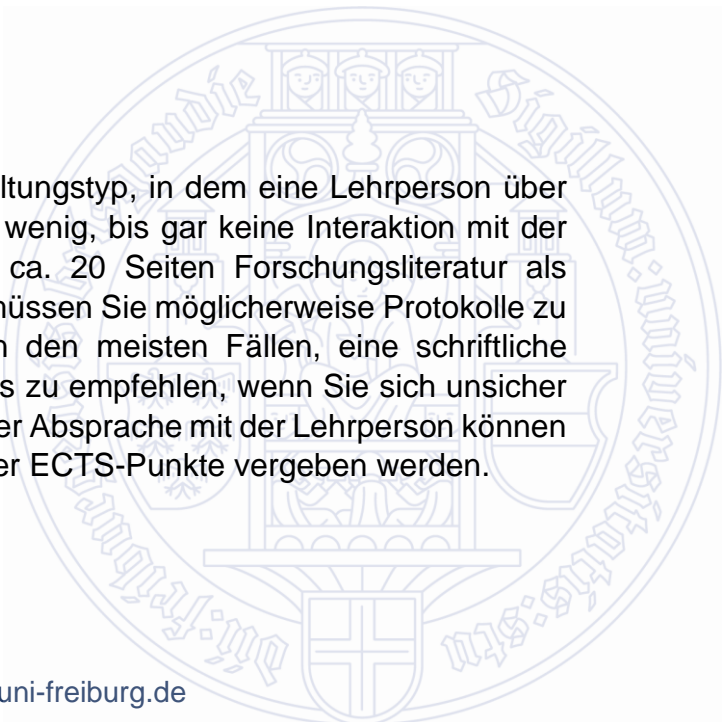 ltungstyp, in dem eine Lehrperson über
wenig, bis gar keine Interaktion mit der
ca. 20 Seiten Forschungsliteratur als
nüssen Sie möglicherweise Protokolle zu
n den meisten Fällen, eine schriftliche
s zu empfehlen, wenn Sie sich unsicher
er Absprache mit der Lehrperson können
er ECTS-Punkte vergeben werden.
uni-freiburg.de